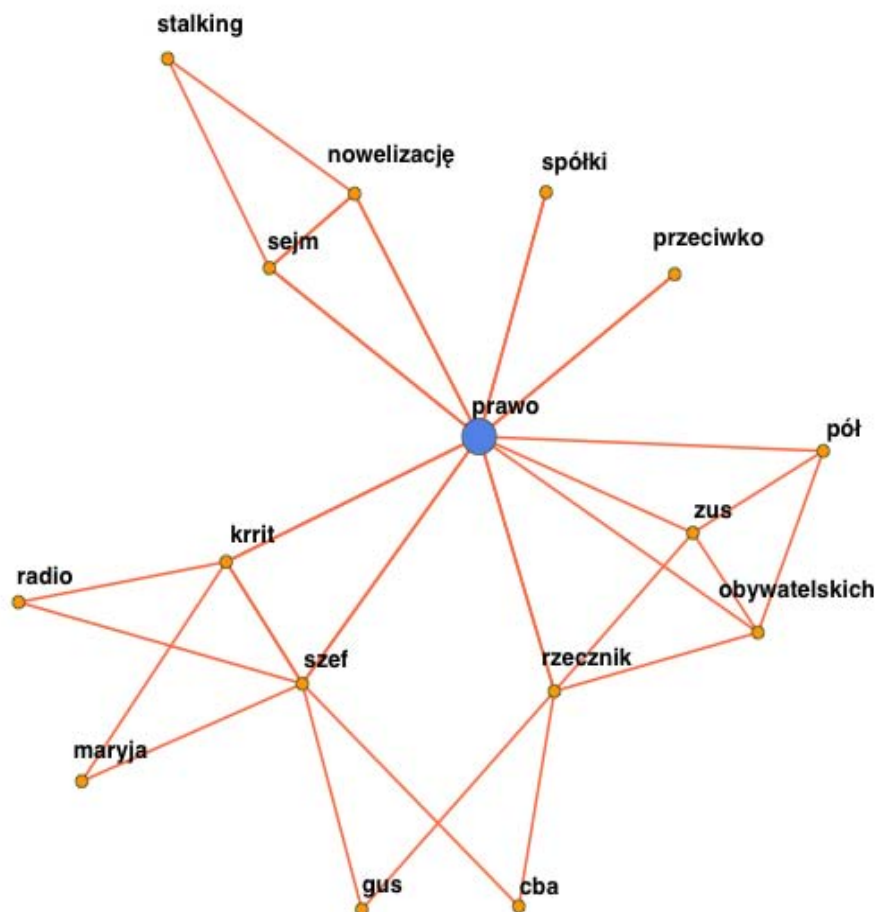 stalking
nowelizację
spółki
sejm
przeciwko
prawo
pół
zus
krrit
radio
obywatelskich
szef
rzecznik
maryja
gus
cba